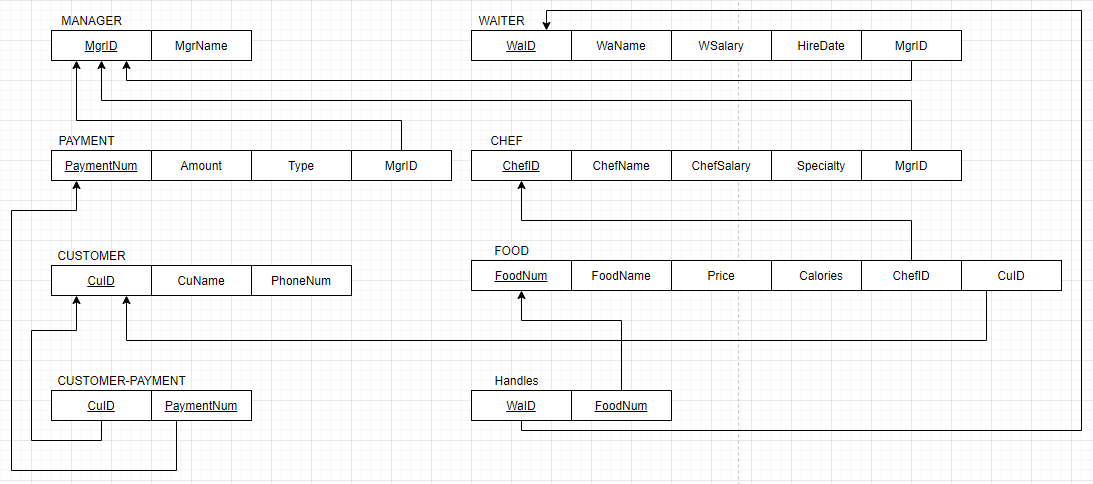 MANAGER
MgrID MgrName
WAITER
WaID WaName WSalary HireDate MgrID
PAYMENT
PaymentNum Amount Type MgrID
CHEF
ChefID ChefName ChefSalary Specialty MgrID
CUSTOMER
CuID CuName PhoneNum
FOOD
FoodNum FoodName Price Calories ChefID CuID
CUSTOMER-PAYMENT
CuID PaymentNum
Handles
WaID FoodNum